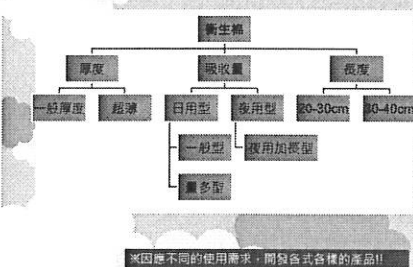 衛生棉
厚度 吸收量 長度
一般厚度 超薄 日用型 夜用型 20-30cm 30-40cm
一般型 夜用加長型
量多型
※因應不同的使用需求，開發各式各樣的產品!!